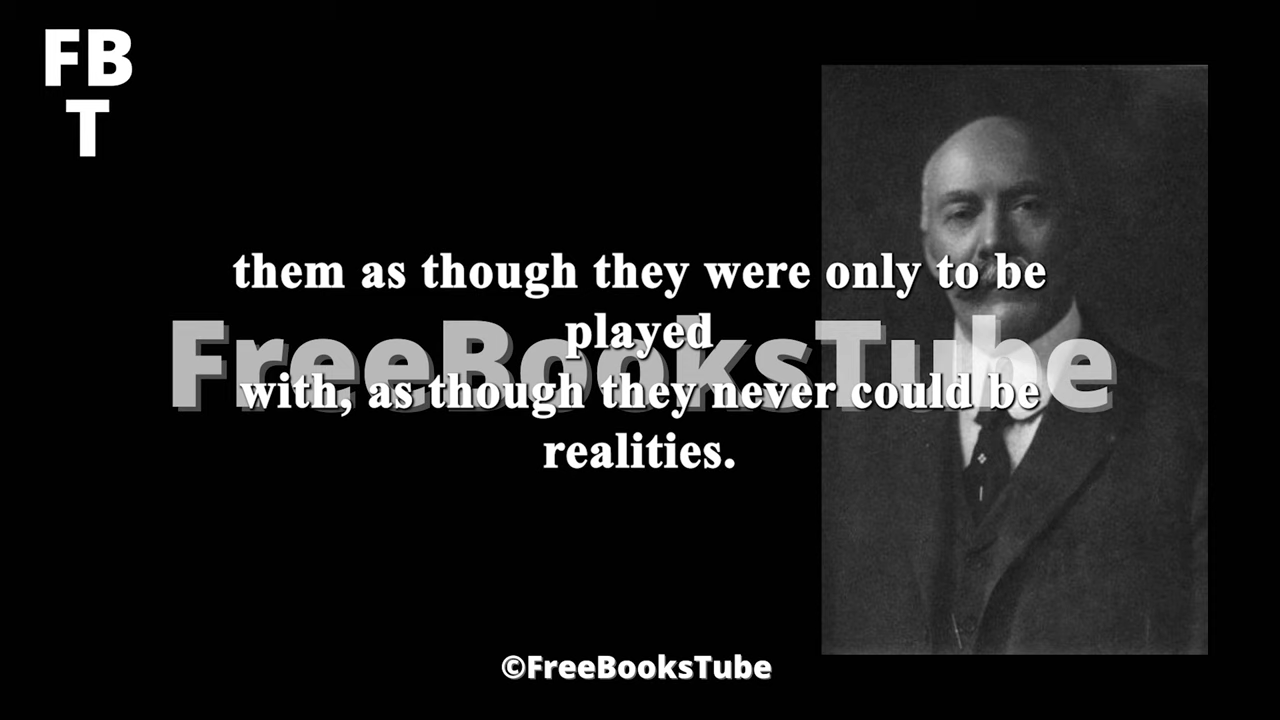 FB
T
them as though they were only to be
played
FreeBooksTube
with, as though they never could be
realities.
©FreeBooksTube